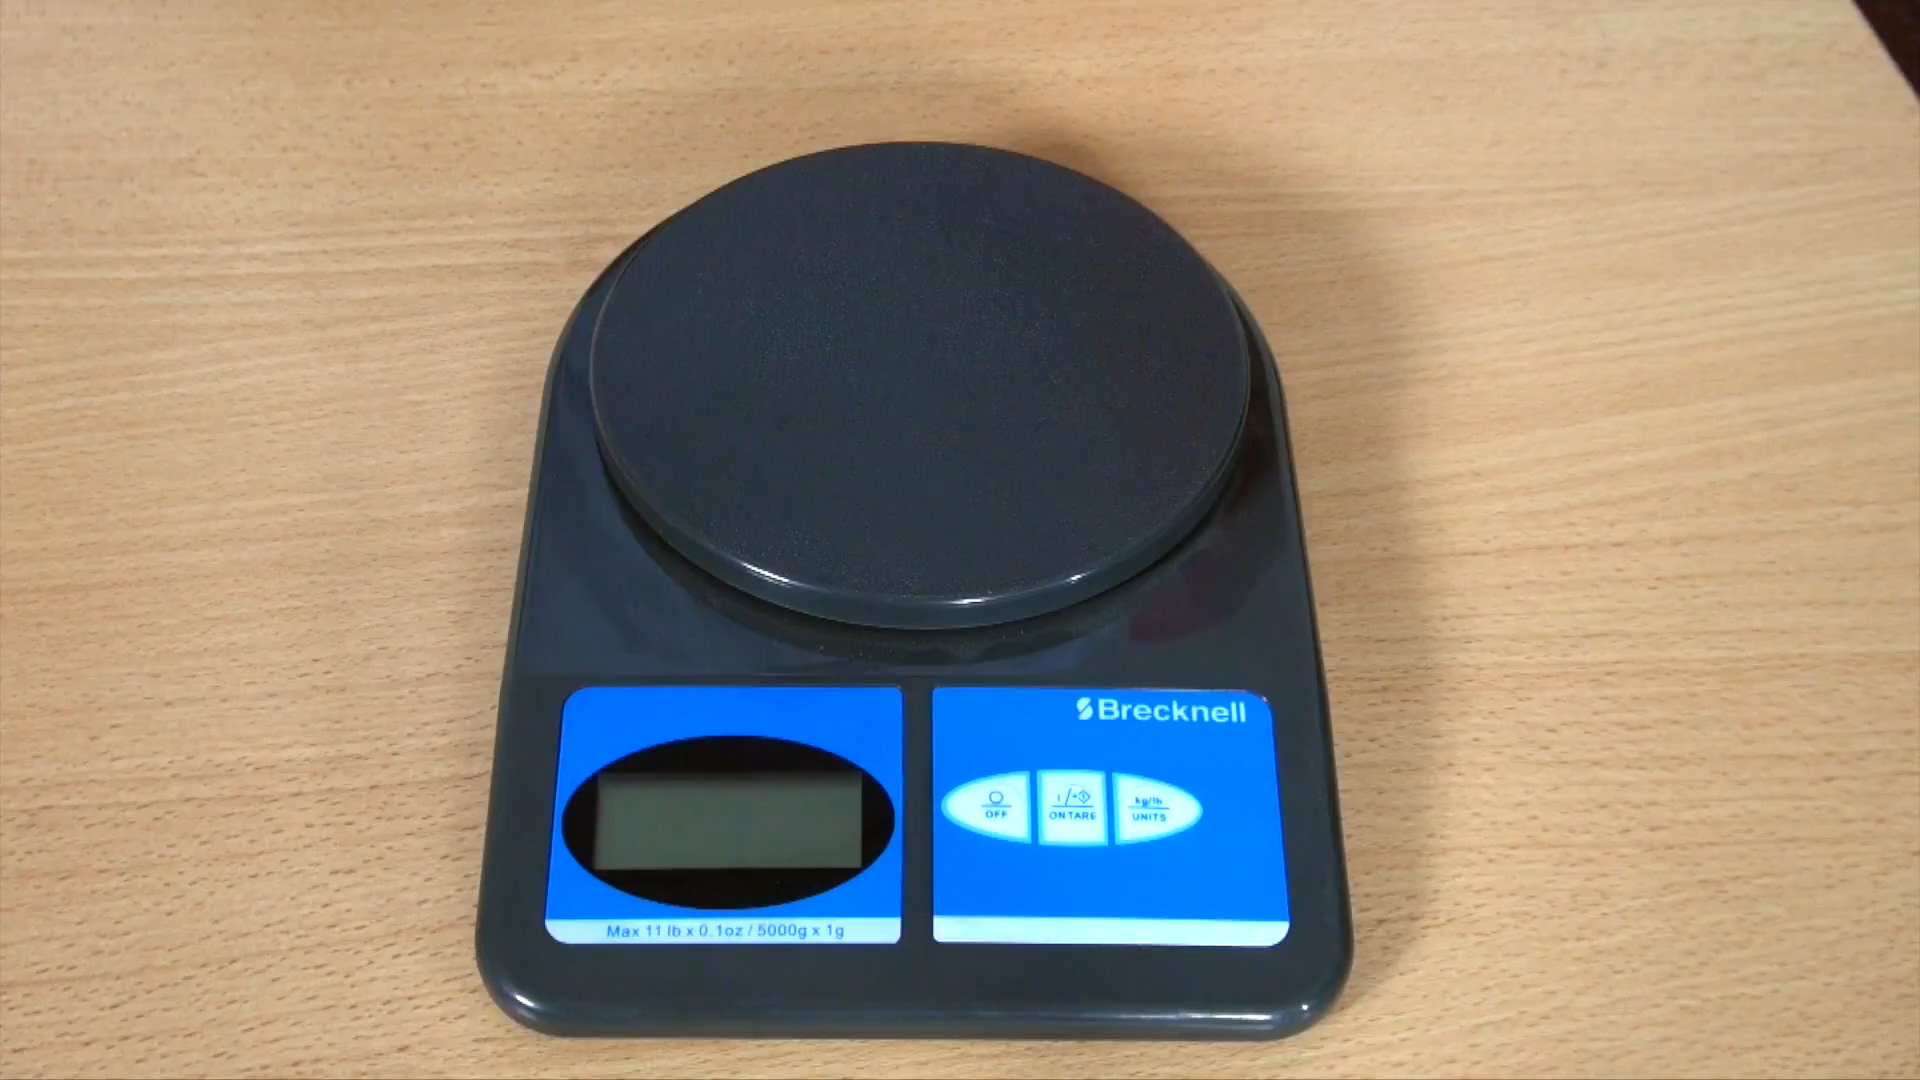 Brecknell
OFF
ON TARE
kg/lb
UNITS
Max 11 lb x 0.1oz / 5000g x 1g